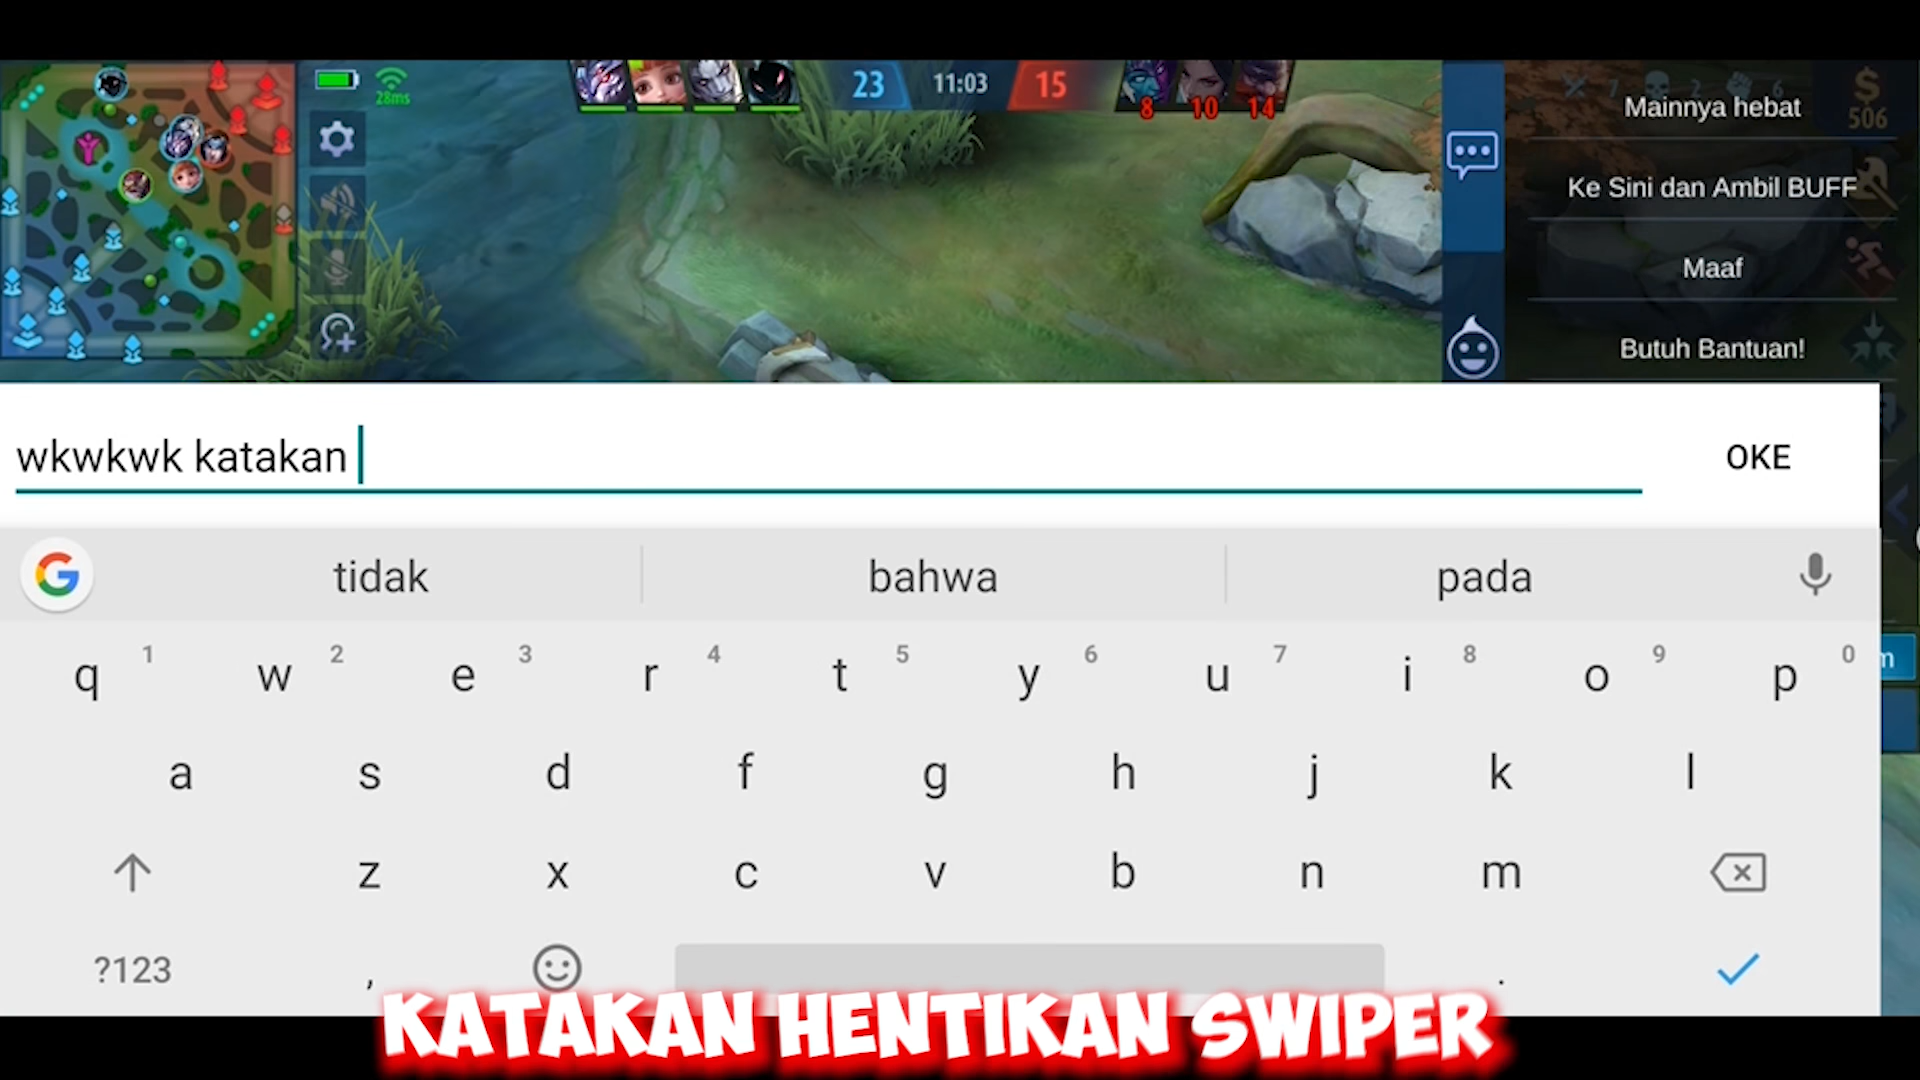 28ms
23 11:03 15
8 10 14
506
Mainnya hebat
Ke Sini dan Ambil BUFF
Maaf
Butuh Bantuan!
wkwkwk katakan
OKE
tidak bahwa pada
q 1 w 2 e 3 r 4 t 5 y 6 u 7 i 8 o 9 p 0
a s d f g h j k l
z x c v b n m
?123 , .
KATAKAN HENTIKAN SWIPER